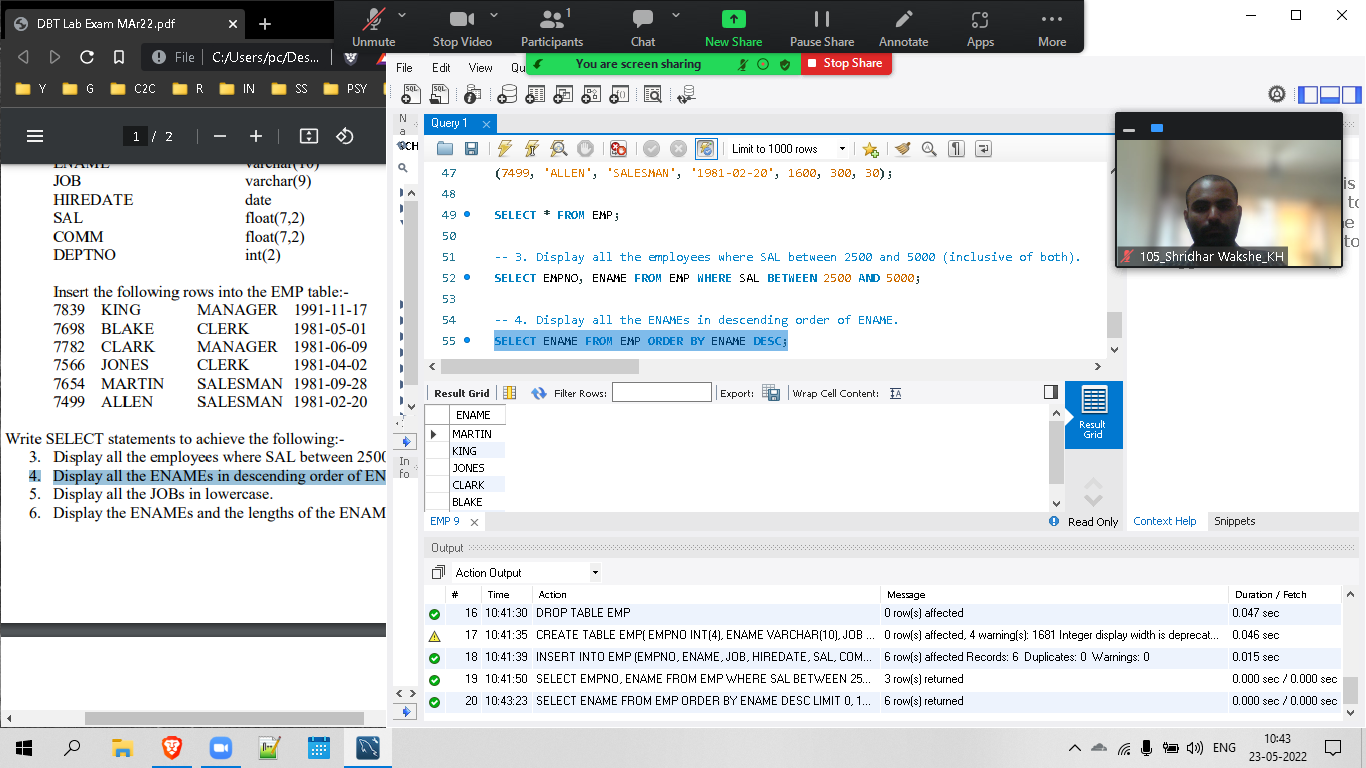 DBT Lab Exam MAr22.pdf
Unmute
Stop Video
1
Participants
Chat
New Share
Pause Share
Annotate
Apps
More
You are screen sharing
Stop Share
File
C:/Users/pc/Des...
Y
G
C2C
R
IN
SS
PSY
1 / 2
varchar(10)
JOB varchar(9)
HIREDATE date
SAL float(7,2)
COMM float(7,2)
DEPTNO int(2)
Insert the following rows into the EMP table:-
7839 KING MANAGER 1991-11-17
7698 BLAKE CLERK 1981-05-01
7782 CLARK MANAGER 1981-06-09
7566 JONES CLERK 1981-04-02
7654 MARTIN SALESMAN 1981-09-28
7499 ALLEN SALESMAN 1981-02-20
Write SELECT statements to achieve the following:-
3. Display all the employees where SAL between 2500
4. Display all the ENAMEs in descending order of EN
5. Display all the JOBs in lowercase.
6. Display the ENAMEs and the lengths of the ENAM
File Edit View Qu
Na
CH
In
fo
Query 1
Limit to 1000 rows
47 (7499, 'ALLEN', 'SALESMAN', '1981-02-20', 1600, 300, 30);
48
49 SELECT * FROM EMP;
50
51 -- 3. Display all the employees where SAL between 2500 and 5000 (inclusive of both).
52 SELECT EMPNO, ENAME FROM EMP WHERE SAL BETWEEN 2500 AND 5000;
53
54 -- 4. Display all the ENAMEs in descending order of ENAME.
55 SELECT ENAME FROM EMP ORDER BY ENAME DESC;
Result Grid Filter Rows: Export: Wrap Cell Content:
ENAME
MARTIN
KING
JONES
CLARK
BLAKE
Result
Grid
EMP 9
Read Only
Context Help
Snippets
105_Shridhar Wakshe_KH
is
to
be
to
Output
Action Output
# Time Action Message Duration / Fetch
16 10:41:30 DROP TABLE EMP 0 row(s) affected 0.047 sec
17 10:41:35 CREATE TABLE EMP( EMPNO INT(4), ENAME VARCHAR(10), JOB ... 0 row(s) affected, 4 warning(s): 1681 Integer display width is deprecat... 0.046 sec
18 10:41:39 INSERT INTO EMP (EMPNO, ENAME, JOB, HIREDATE, SAL, COM... 6 row(s) affected Records: 6 Duplicates: 0 Warnings: 0 0.015 sec
19 10:41:50 SELECT EMPNO, ENAME FROM EMP WHERE SAL BETWEEN 25... 3 row(s) returned 0.000 sec / 0.000 sec
20 10:43:23 SELECT ENAME FROM EMP ORDER BY ENAME DESC LIMIT 0, 1... 6 row(s) returned 0.000 sec / 0.000 sec
ENG
10:43
23-05-2022